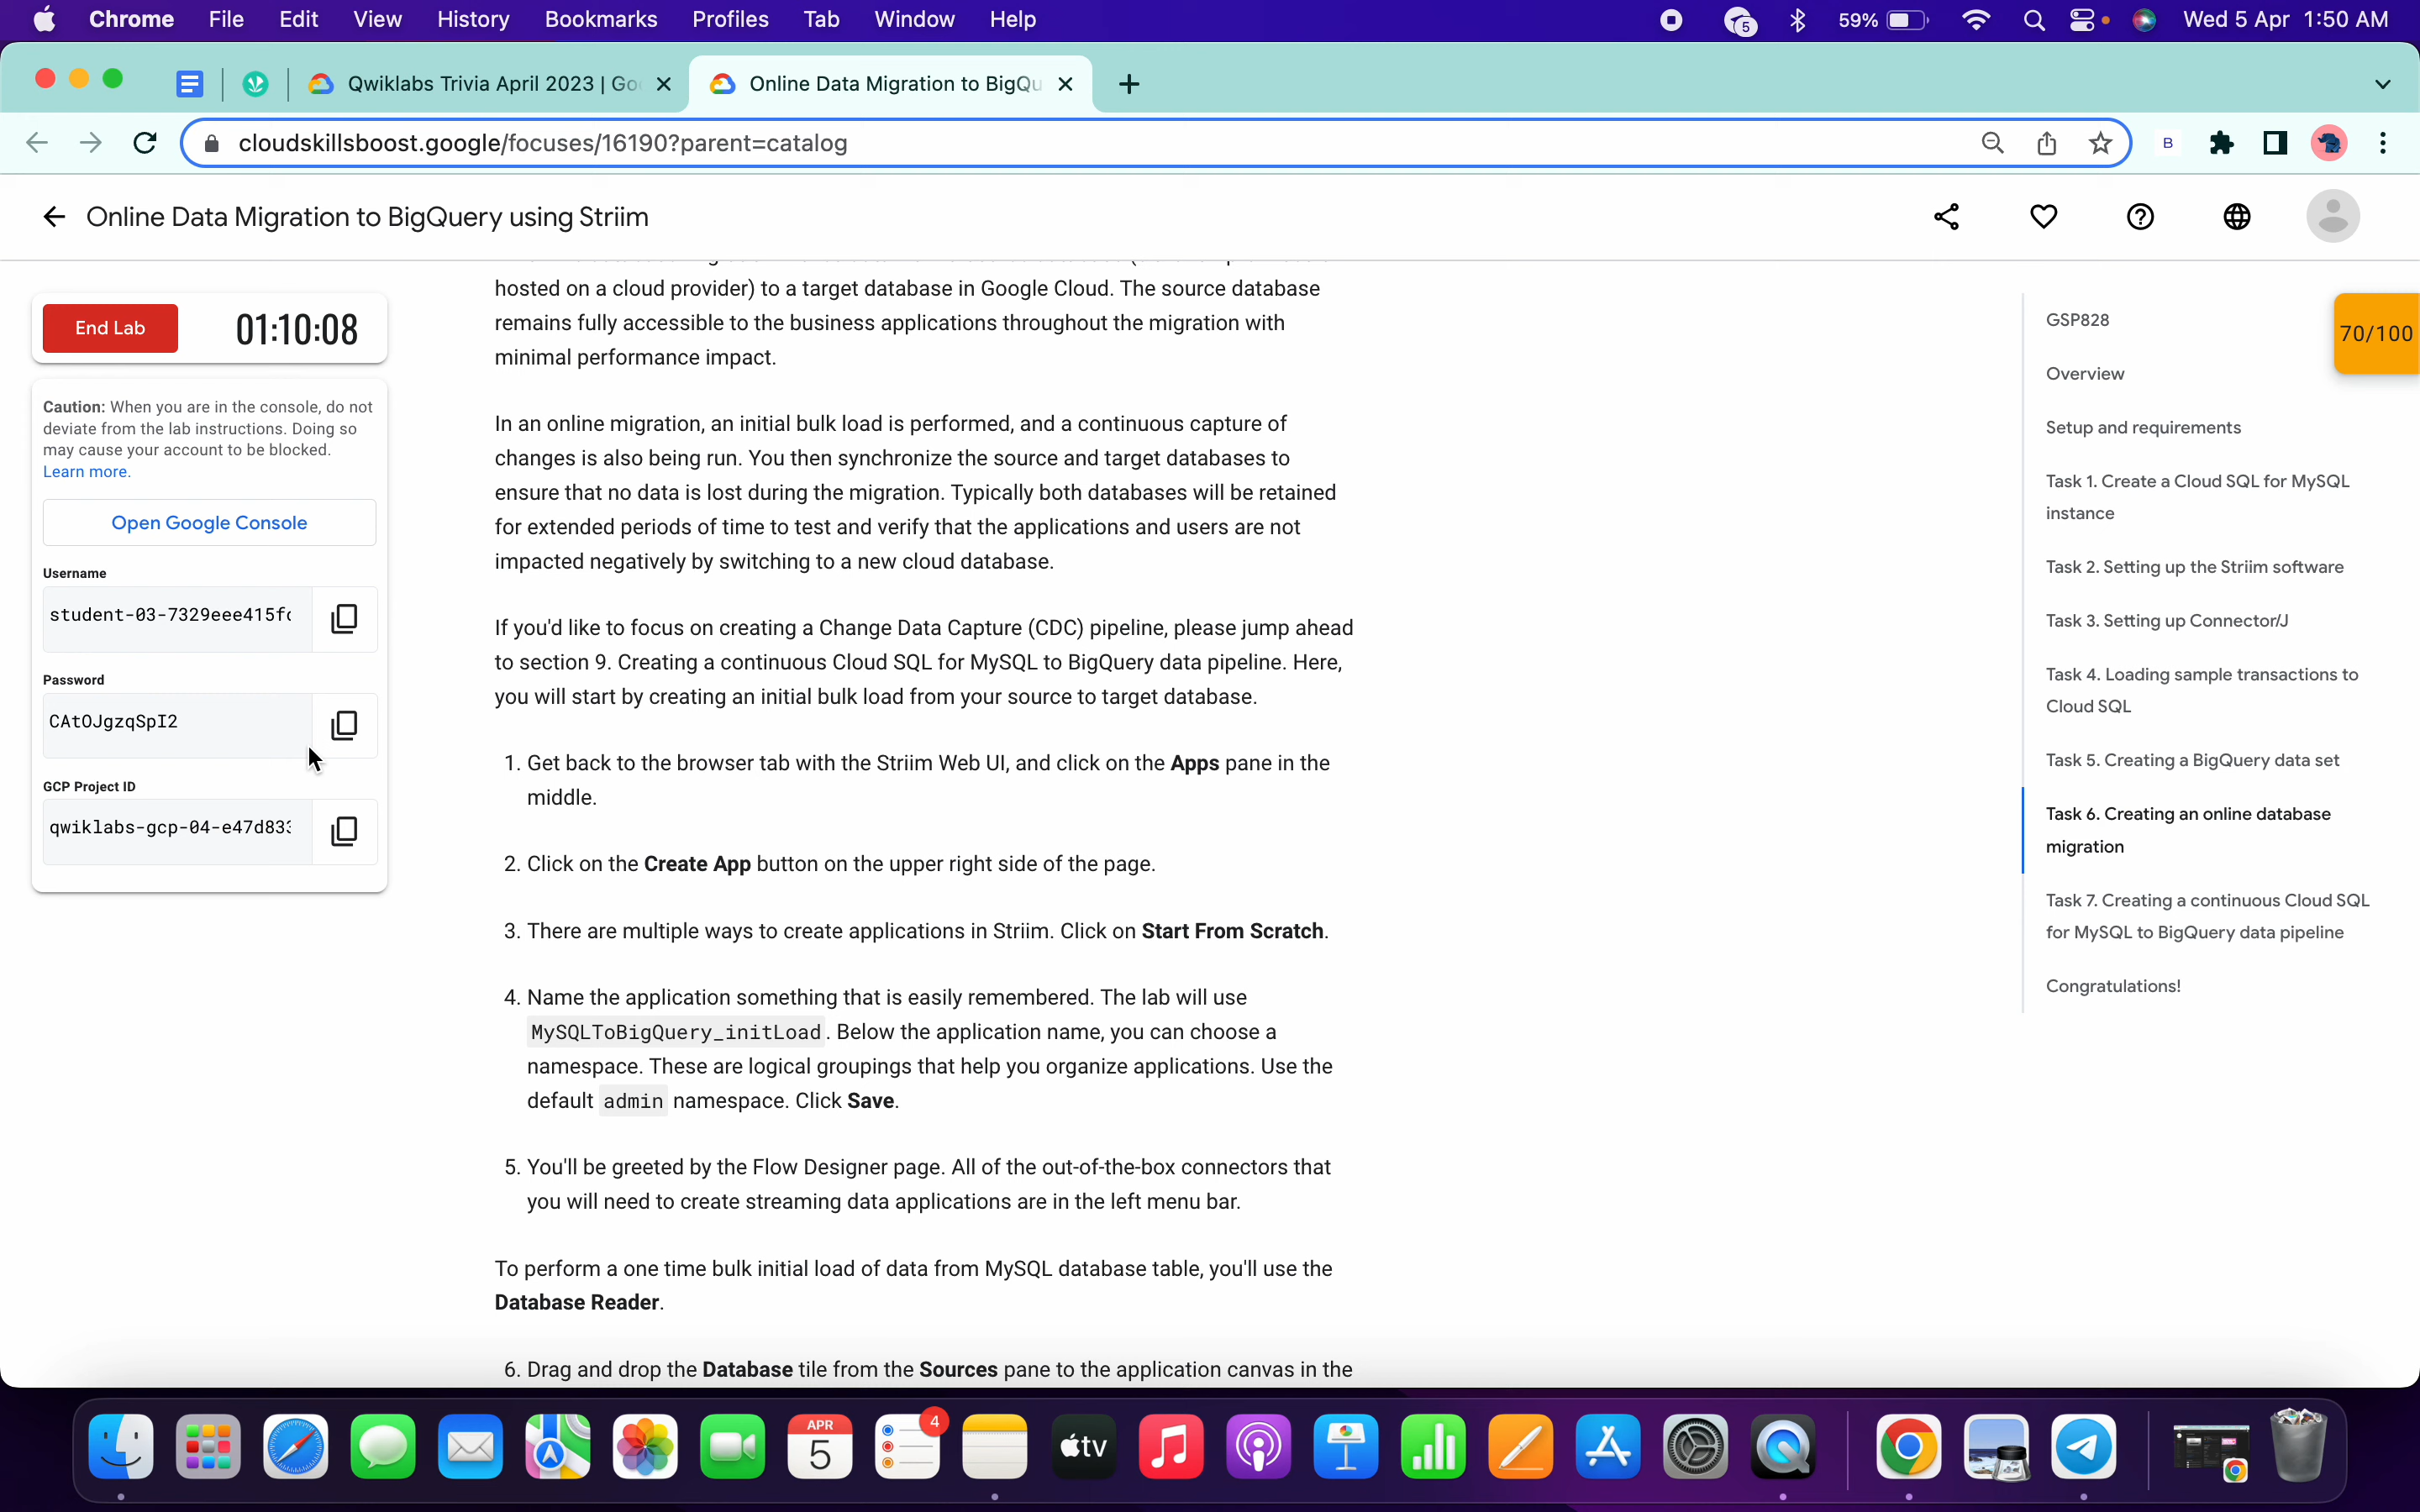 Chrome File Edit View History Bookmarks Profiles Tab Window Help 5 59% Wed 5 Apr 1:50 AM
Qwiklabs Trivia April 2023 | Go Online Data Migration to BigQu
cloudskillsboost.google/focuses/16190?parent=catalog B
Online Data Migration to BigQuery using Striim
End Lab 01:10:08
Caution: When you are in the console, do not
deviate from the lab instructions. Doing so
may cause your account to be blocked.
Learn more.
Open Google Console
Username
student-03-7329eee415f
Password
CAtOJgzqSpI2
GCP Project ID
qwiklabs-gcp-04-e47d83
hosted on a cloud provider) to a target database in Google Cloud. The source database
remains fully accessible to the business applications throughout the migration with
minimal performance impact.
In an online migration, an initial bulk load is performed, and a continuous capture of
changes is also being run. You then synchronize the source and target databases to
ensure that no data is lost during the migration. Typically both databases will be retained
for extended periods of time to test and verify that the applications and users are not
impacted negatively by switching to a new cloud database.
If you'd like to focus on creating a Change Data Capture (CDC) pipeline, please jump ahead
to section 9. Creating a continuous Cloud SQL for MySQL to BigQuery data pipeline. Here,
you will start by creating an initial bulk load from your source to target database.
1. Get back to the browser tab with the Striim Web UI, and click on the Apps pane in the
middle.
2. Click on the Create App button on the upper right side of the page.
3. There are multiple ways to create applications in Striim. Click on Start From Scratch.
4. Name the application something that is easily remembered. The lab will use
MySQLToBigQuery_initLoad. Below the application name, you can choose a
namespace. These are logical groupings that help you organize applications. Use the
default admin namespace. Click Save.
5. You'll be greeted by the Flow Designer page. All of the out-of-the-box connectors that
you will need to create streaming data applications are in the left menu bar.
To perform a one time bulk initial load of data from MySQL database table, you'll use the
Database Reader.
6. Drag and drop the Database tile from the Sources pane to the application canvas in the
GSP828
70/100
Overview
Setup and requirements
Task 1. Create a Cloud SQL for MySQL
instance
Task 2. Setting up the Striim software
Task 3. Setting up Connector/J
Task 4. Loading sample transactions to
Cloud SQL
Task 5. Creating a BigQuery data set
Task 6. Creating an online database
migration
Task 7. Creating a continuous Cloud SQL
for MySQL to BigQuery data pipeline
Congratulations!
APR
5
4
tv